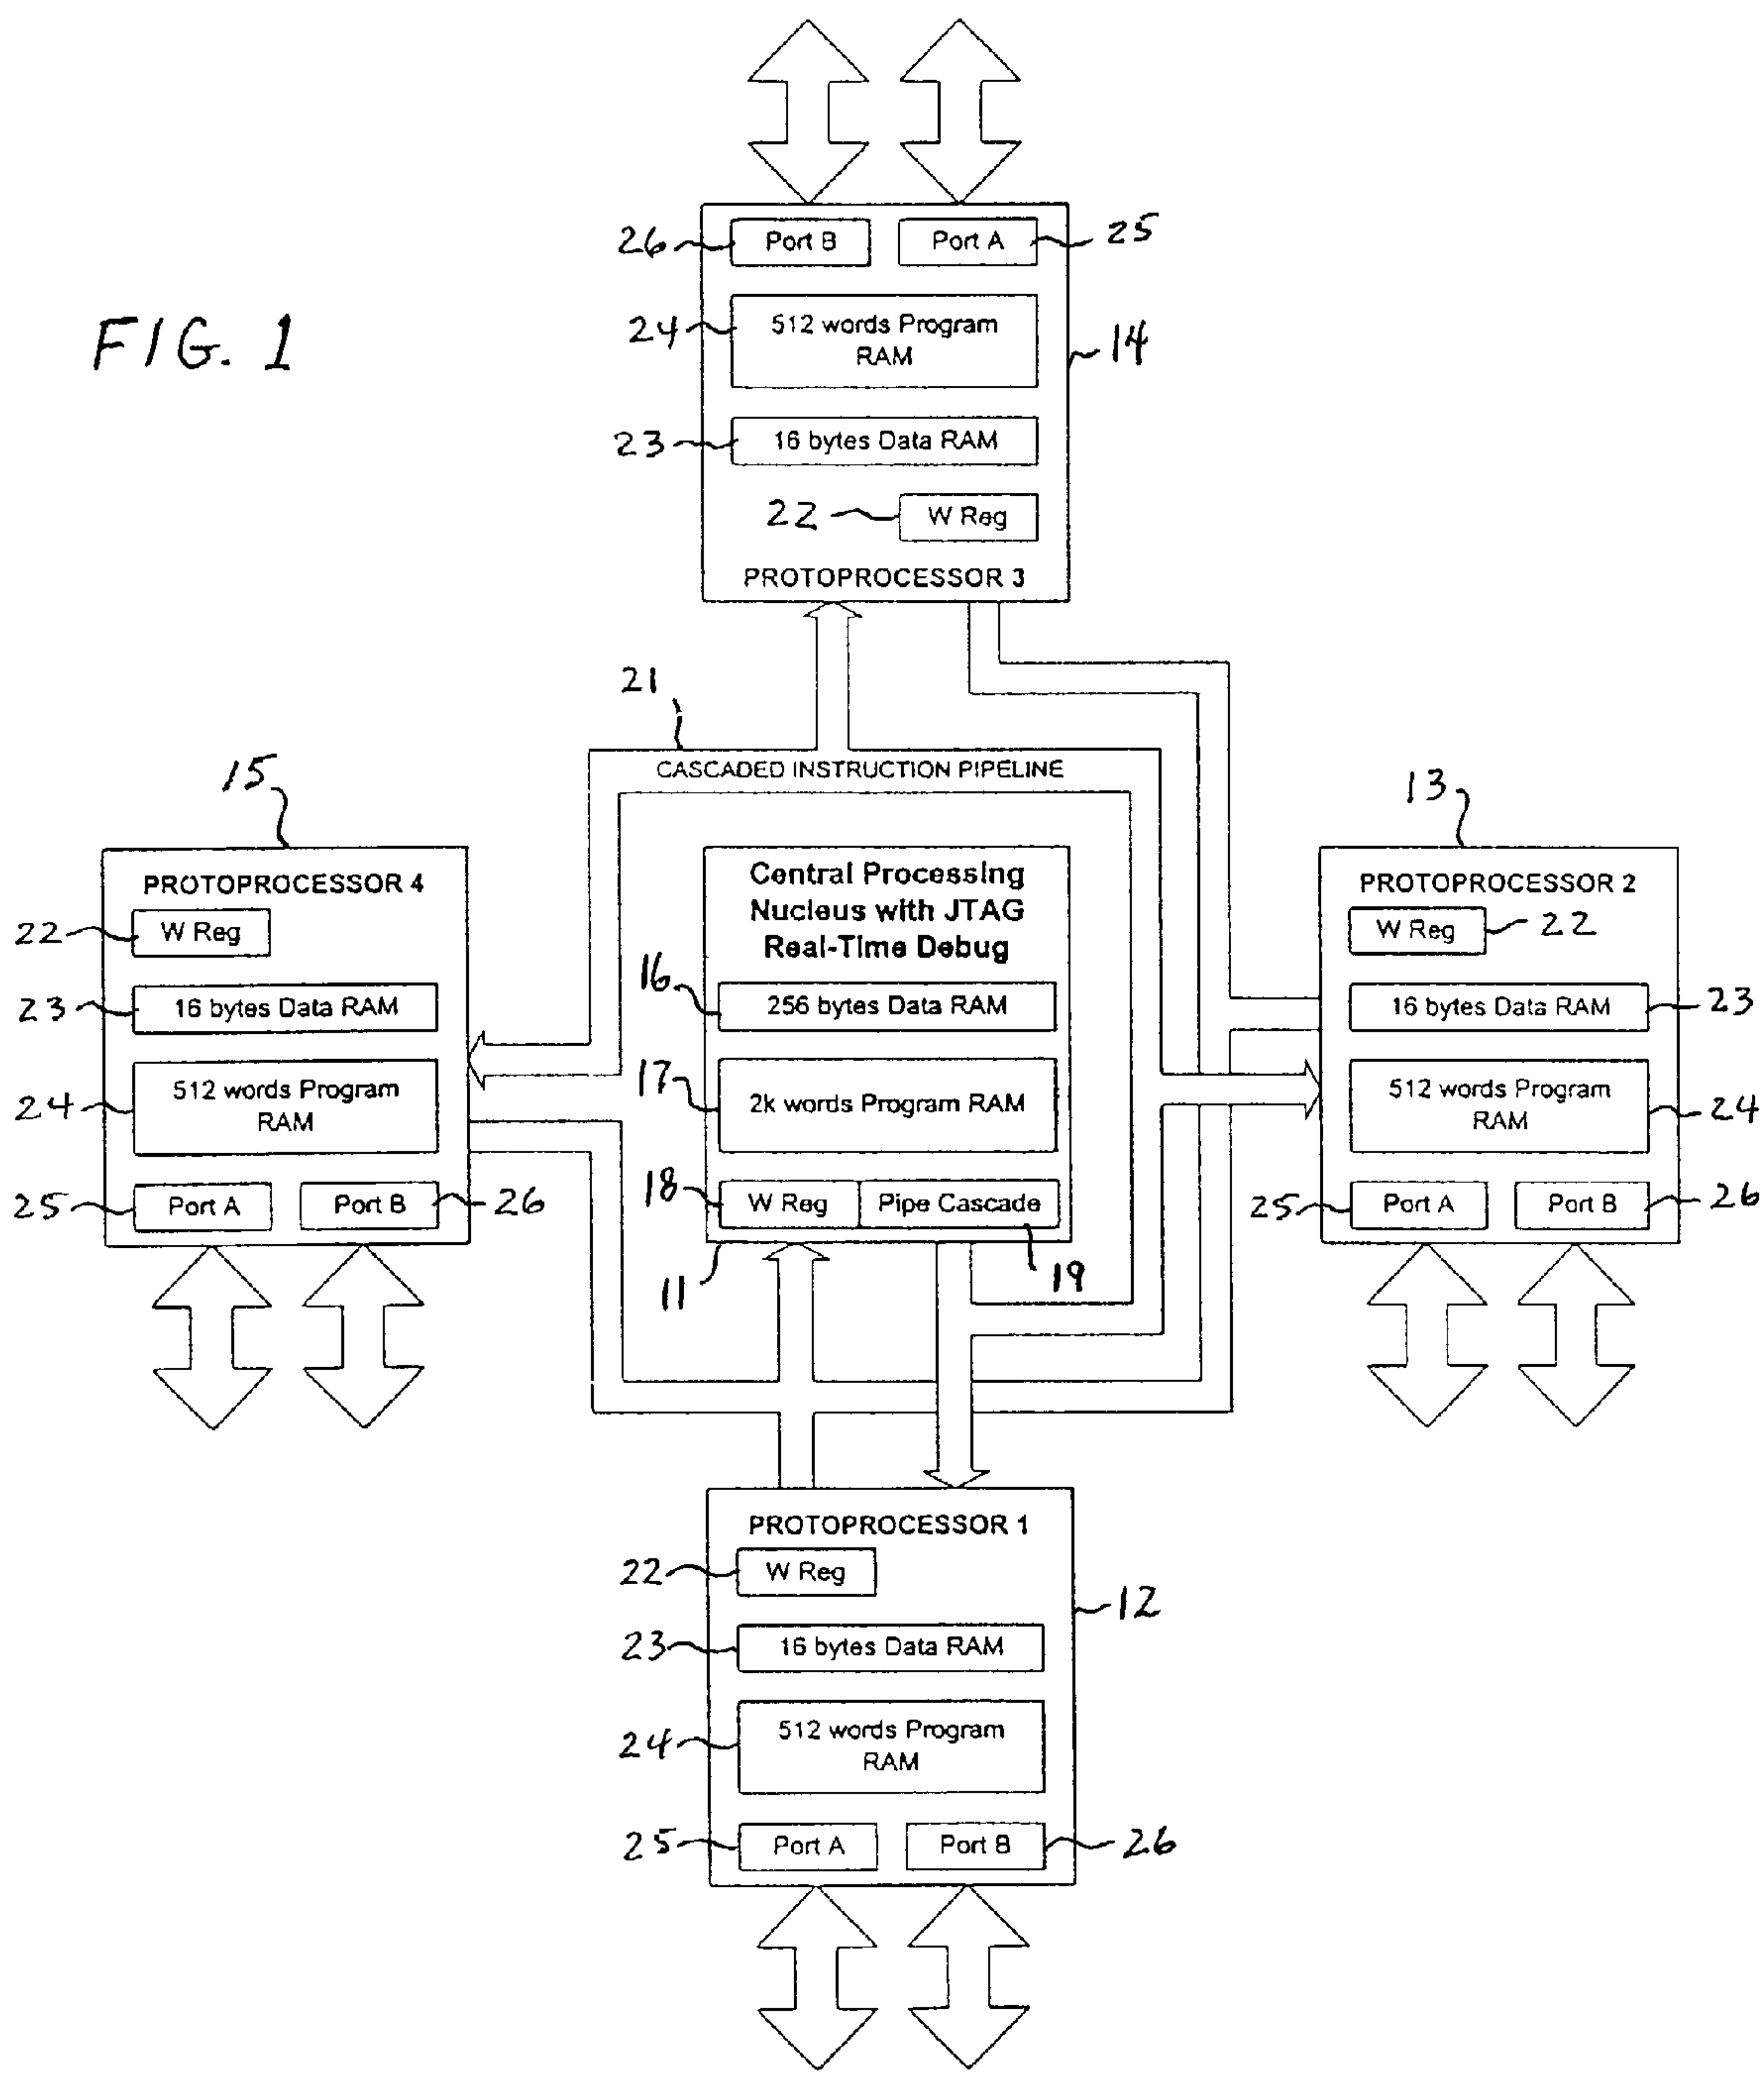 FIG. 1
26 Port B Port A 25
24 512 words Program RAM 14
23 16 bytes Data RAM
22 W Reg
PROTOPROCESSOR 3
21
CASCADED INSTRUCTION PIPELINE
15
PROTOPROCESSOR 4
22 W Reg
23 16 bytes Data RAM
24 512 words Program
RAM
25 Port A Port B 26
Central Processing
Nucleus with JTAG
Real-Time Debug
16 256 bytes Data RAM
17 2k words Program RAM
18 W Reg Pipe Cascade
11 19
13
PROTOPROCESSOR 2
W Reg 22
16 bytes Data RAM 23
512 words Program
RAM 24
25 Port A Port B 26
PROTOPROCESSOR 1
22 W Reg
12
23 16 bytes Data RAM
24 512 words Program
RAM
25 Port A Port B 26